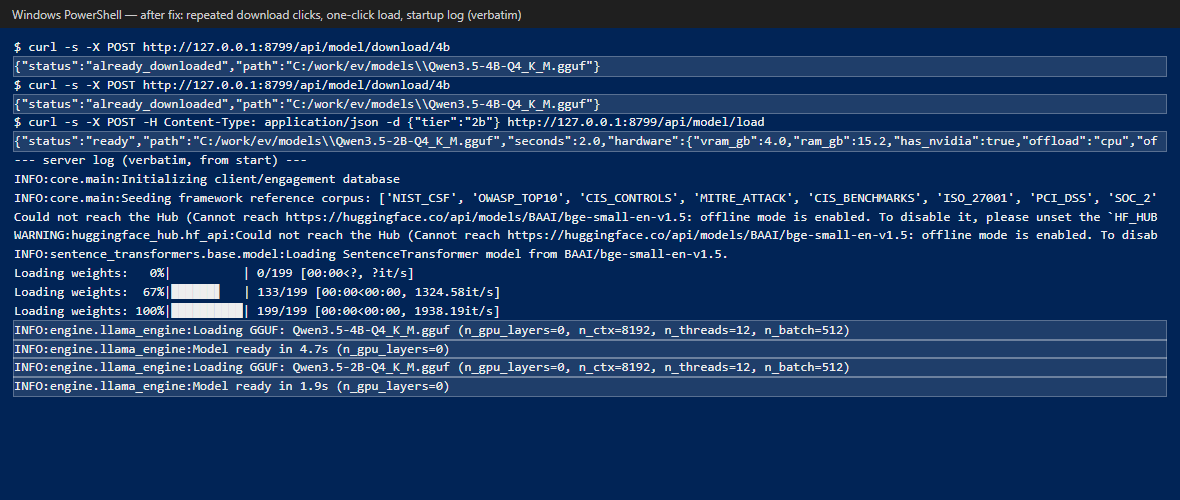 Windows PowerShell — after fix: repeated download clicks, one-click load, startup log (verbatim)
$ curl -s -X POST http://127.0.0.1:8799/api/model/download/4b
{"status":"already_downloaded","path":"C:/work/ev/models\\Qwen3.5-4B-Q4_K_M.gguf"}
$ curl -s -X POST http://127.0.0.1:8799/api/model/download/4b
{"status":"already_downloaded","path":"C:/work/ev/models\\Qwen3.5-4B-Q4_K_M.gguf"}
$ curl -s -X POST -H Content-Type: application/json -d {"tier":"2b"} http://127.0.0.1:8799/api/model/load
{"status":"ready","path":"C:/work/ev/models\\Qwen3.5-2B-Q4_K_M.gguf","seconds":2.0,"hardware":{"vram_gb":4.0,"ram_gb":15.2,"has_nvidia":true,"offload":"cpu","of
--- server log (verbatim, from start) ---
INFO:core.main:Initializing client/engagement database
INFO:core.main:Seeding framework reference corpus: ['NIST_CSF', 'OWASP_TOP10', 'CIS_CONTROLS', 'MITRE_ATTACK', 'CIS_BENCHMARKS', 'ISO_27001', 'PCI_DSS', 'SOC_2'
Could not reach the Hub (Cannot reach https://huggingface.co/api/models/BAAI/bge-small-en-v1.5: offline mode is enabled. To disable it, please unset the `HF_HUB
WARNING:huggingface_hub.hf_api:Could not reach the Hub (Cannot reach https://huggingface.co/api/models/BAAI/bge-small-en-v1.5: offline mode is enabled. To disab
INFO:sentence_transformers.base.model:Loading SentenceTransformer model from BAAI/bge-small-en-v1.5.
Loading weights:   0%|          | 0/199 [00:00<?, ?it/s]
Loading weights:  67%|██████▋   | 133/199 [00:00<00:00, 1324.58it/s]
Loading weights: 100%|██████████| 199/199 [00:00<00:00, 1938.19it/s]
INFO:engine.llama_engine:Loading GGUF: Qwen3.5-4B-Q4_K_M.gguf (n_gpu_layers=0, n_ctx=8192, n_threads=12, n_batch=512)
INFO:engine.llama_engine:Model ready in 4.7s (n_gpu_layers=0)
INFO:engine.llama_engine:Loading GGUF: Qwen3.5-2B-Q4_K_M.gguf (n_gpu_layers=0, n_ctx=8192, n_threads=12, n_batch=512)
INFO:engine.llama_engine:Model ready in 1.9s (n_gpu_layers=0)